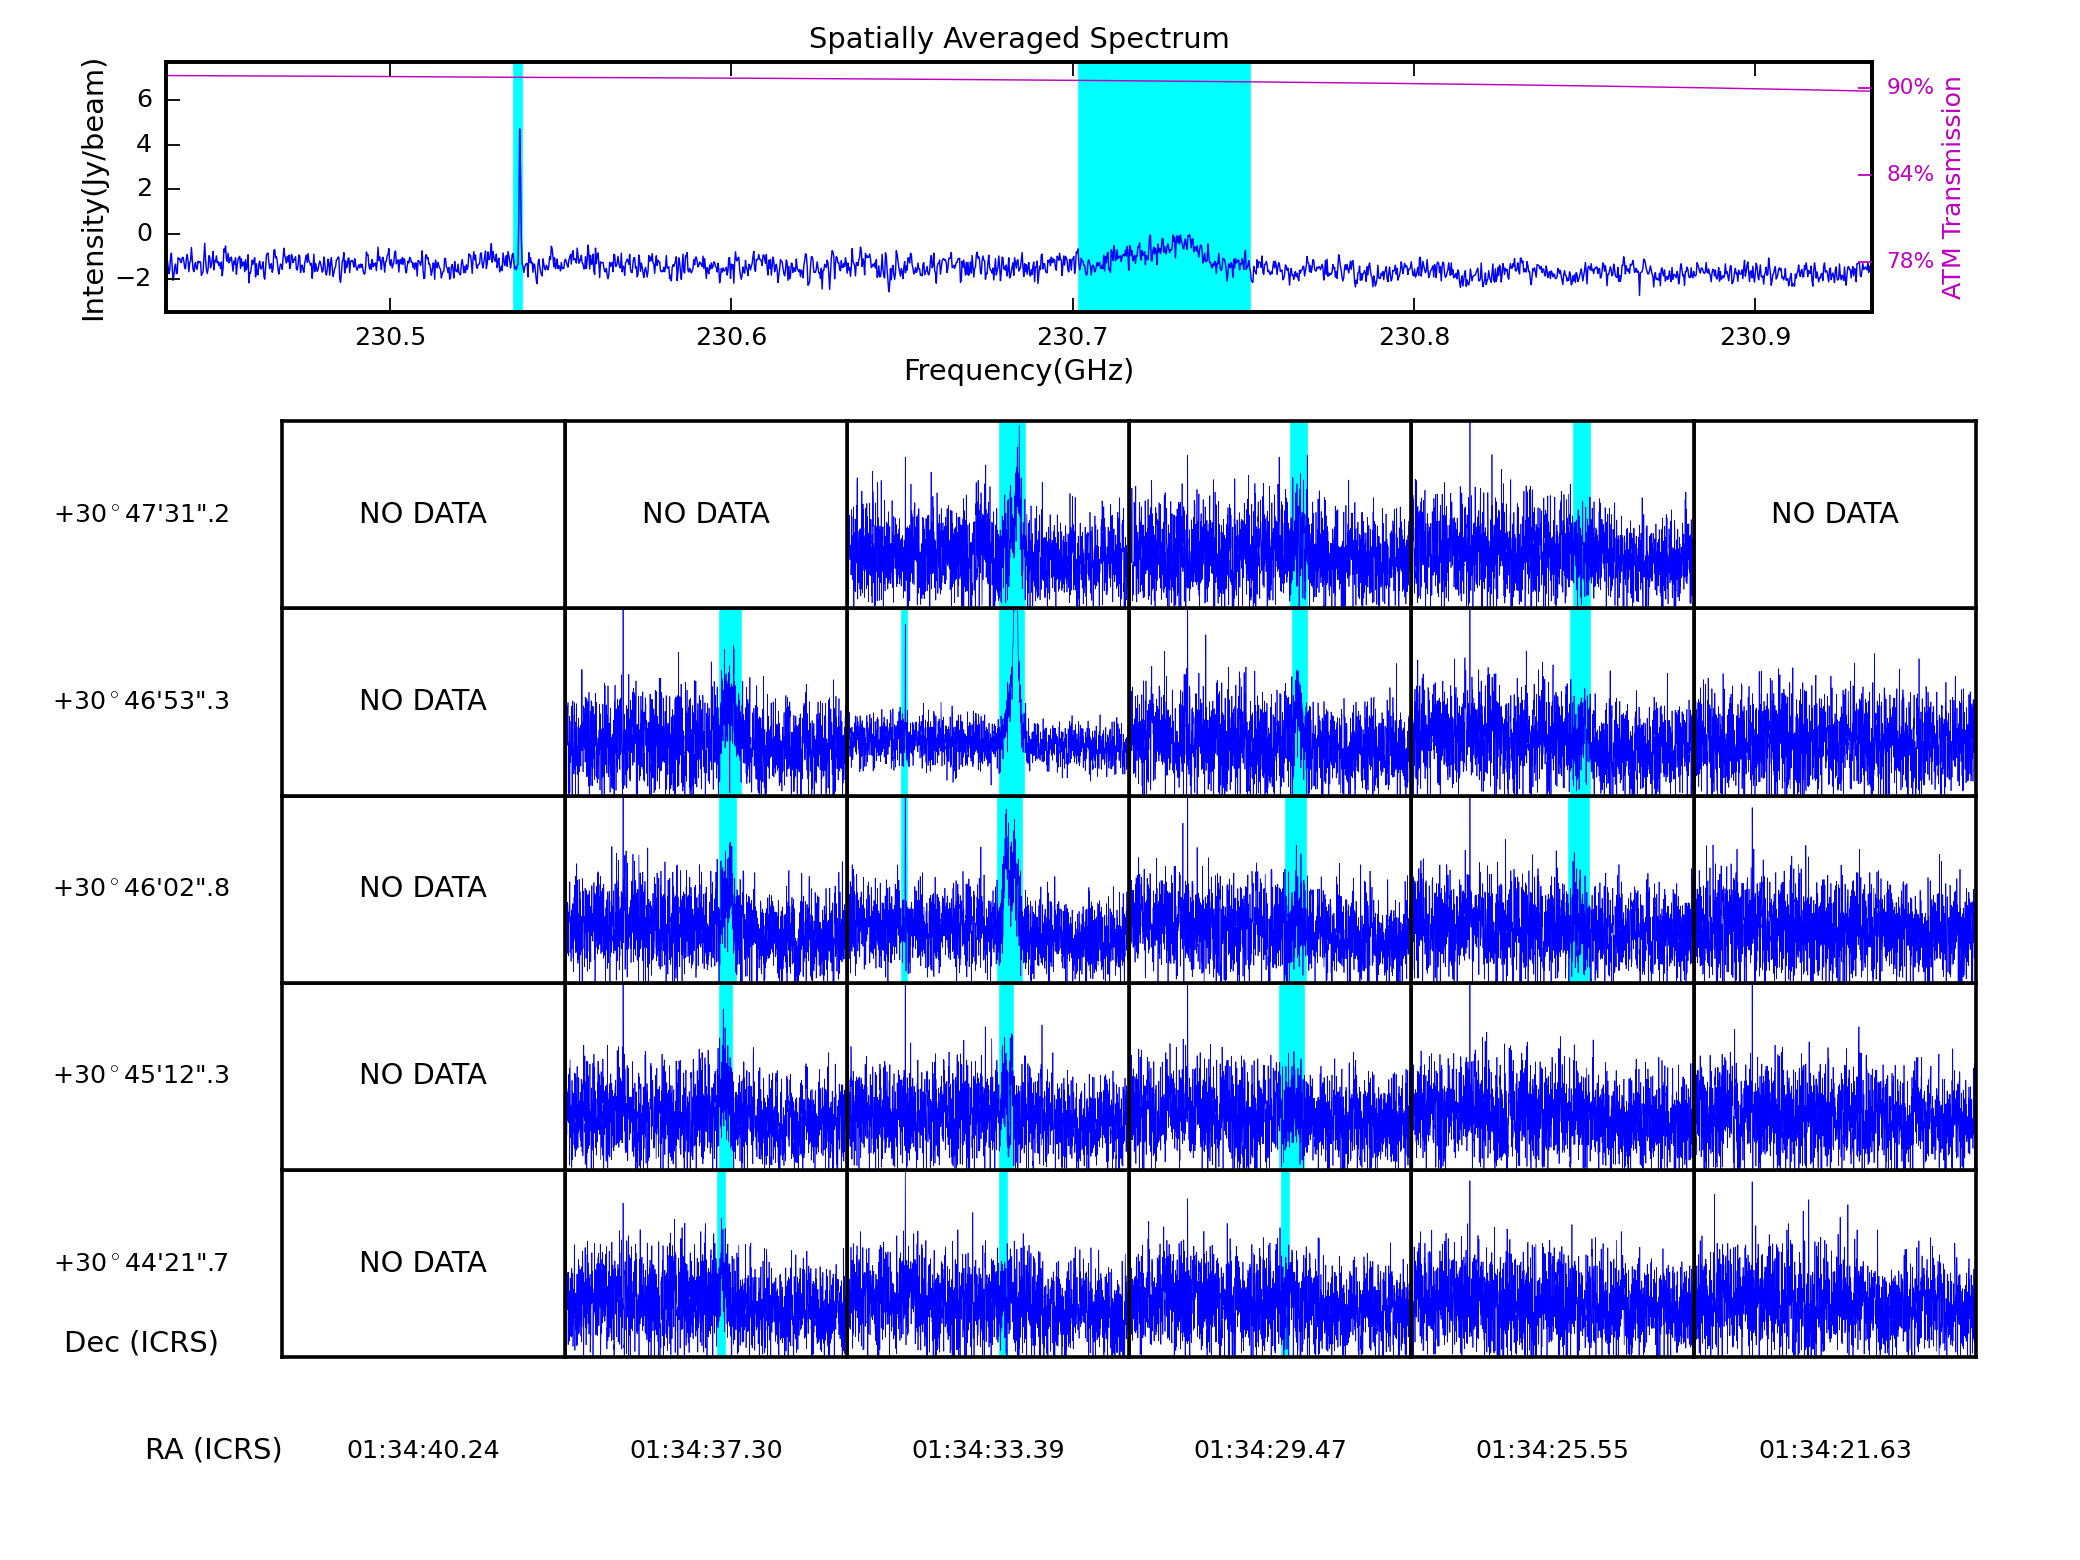 Spatially Averaged Spectrum
Intensity(Jy/beam)
6
4
2
0
−2
90%
84%
78%
ATM Transmission
230.5 230.6 230.7 230.8 230.9
Frequency(GHz)
+30°47'31".2 NO DATA NO DATA NO DATA
+30°46'53".3 NO DATA
+30°46'02".8 NO DATA
+30°45'12".3 NO DATA
+30°44'21".7 NO DATA
Dec (ICRS)
RA (ICRS) 01:34:40.24 01:34:37.30 01:34:33.39 01:34:29.47 01:34:25.55 01:34:21.63